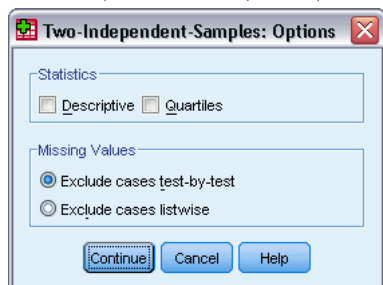 Two-Independent-Samples: Options
Statistics
Descriptive Quartiles
Missing Values
Exclude cases test-by-test
Exclude cases listwise
Continue Cancel Help